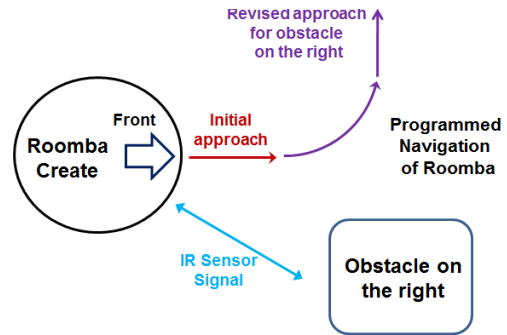 Revised approach
for obstacle
on the right
Front
Initial
approach
Roomba
Create
Programmed
Navigation
of Roomba
IR Sensor
Signal
Obstacle on
the right